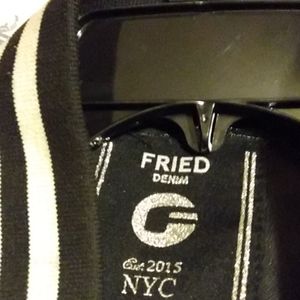 FRIED
DENIM
Est. 2015
NYC